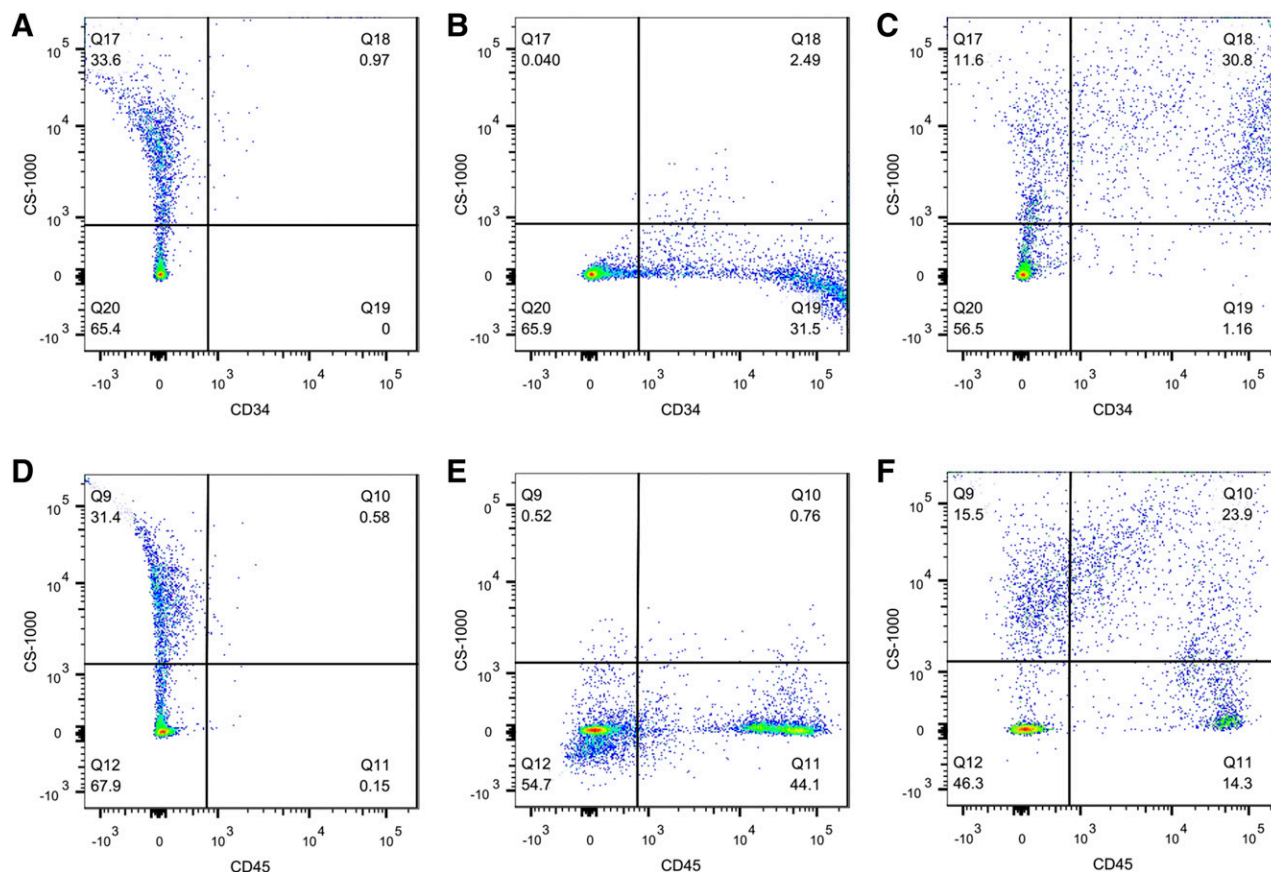 A
Q17
33.6
Q18
0.97
10^5
10^4
10^3
0
-10^3
CS-1000
Q20
65.4
Q19
0
-10^3 0 10^3 10^4 10^5
CD34
B
Q17
0.040
Q18
2.49
10^5
10^4
10^3
0
-10^3
CS-1000
Q20
65.9
Q19
31.5
-10^3 0 10^3 10^4 10^5
CD34
C
Q17
11.6
Q18
30.8
10^5
10^4
10^3
0
-10^3
CS-1000
Q20
56.5
Q19
1.16
-10^3 0 10^3 10^4 10^5
CD34
D
Q9
31.4
Q10
0.58
10^5
10^4
10^3
0
-10^3
CS-1000
Q12
67.9
Q11
0.15
-10^3 0 10^3 10^4 10^5
CD45
E
Q9
0.52
Q10
0.76
0^5
10^4
10^3
0
-10^3
CS-1000
Q12
54.7
Q11
44.1
-10^3 0 10^3 10^4 10^5
CD45
F
Q9
15.5
Q10
23.9
10^5
10^4
10^3
0
-10^3
CS-1000
Q12
46.3
Q11
14.3
-10^3 0 10^3 10^4 10^5
CD45